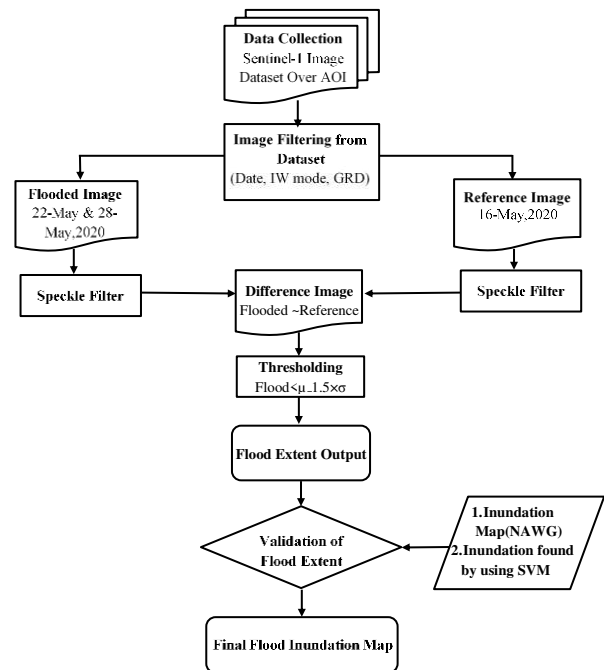 Data Collection
Sentinel-1 Image
Dataset Over AOI
Image Filtering from
Dataset
(Date, IW mode, GRD)
Flooded Image
22-May & 28-
May,2020
Reference Image
16-May,2020
Speckle Filter
Difference Image
Flooded ~Reference
Speckle Filter
Thresholding
Flood<µ_1.5×σ
Flood Extent Output
Validation of
Flood Extent
1.Inundation
Map(NAWG)
2.Inundation found
by using SVM
Final Flood Inundation Map